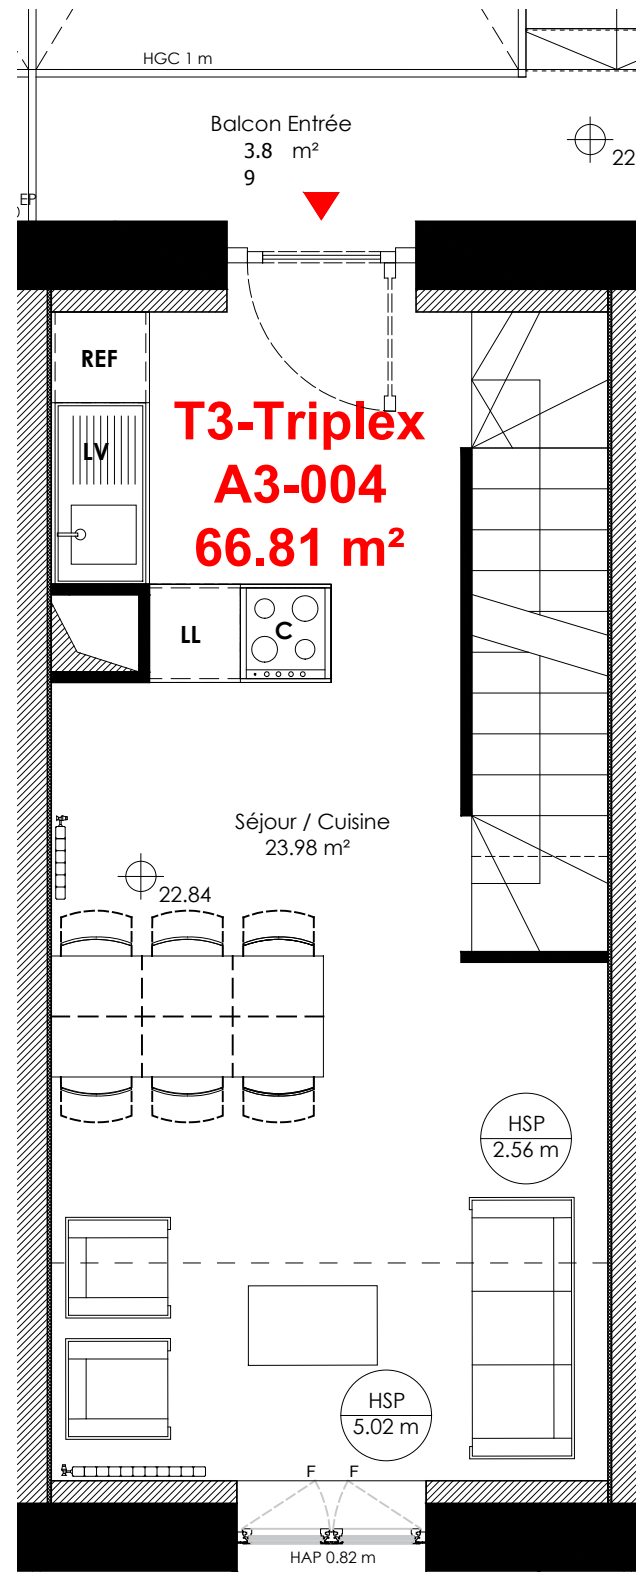 HGC 1 m
Balcon Entrée
3.8 m²
9
22
EP
REF
T3-Triplex
A3-004
66.81 m²
LV
LL
C
Séjour / Cuisine
23.98 m²
22.84
HSP
2.56 m
HSP
5.02 m
F F
HAP 0.82 m